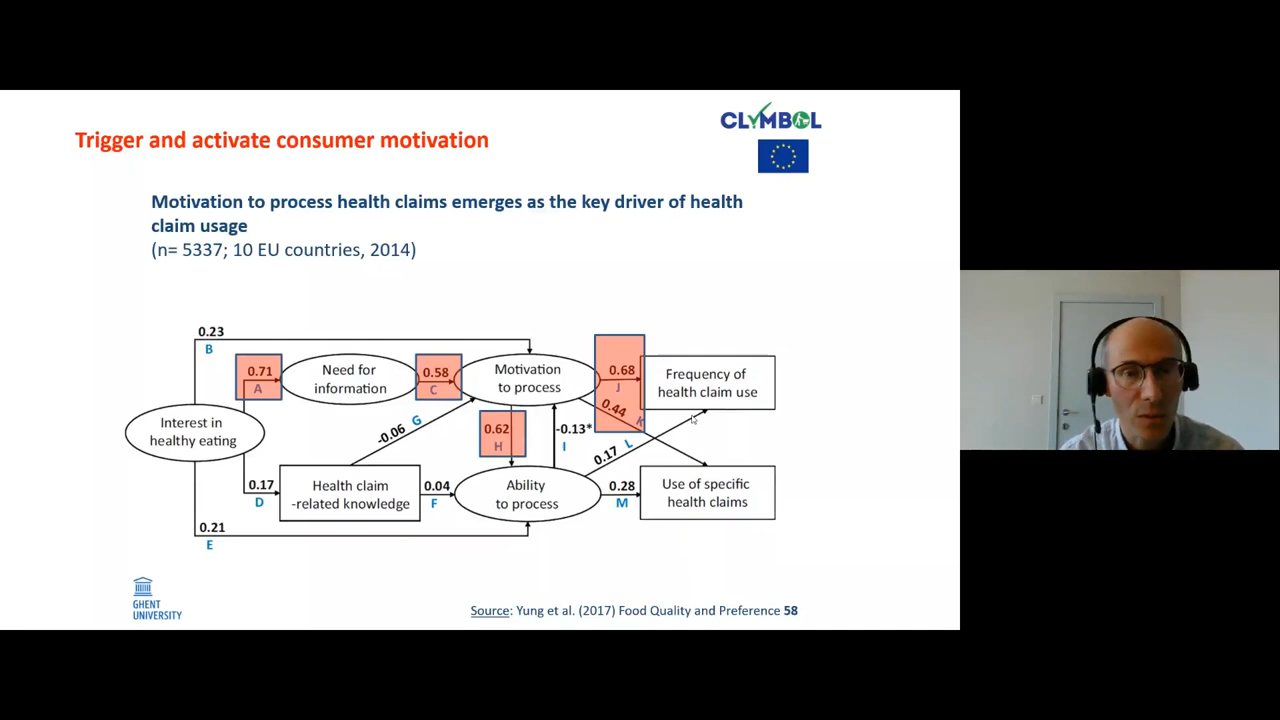 CLYMBOL
Trigger and activate consumer motivation
Motivation to process health claims emerges as the key driver of health
claim usage
(n= 5337; 10 EU countries, 2014)
0.23
B
0.71
A
Need for
information
0.58
C
Motivation
to process
0.68
J
Frequency of
health claim use
0.44
K
Interest in
healthy eating
-0.06 G
0.62
H
-0.13*
I
0.17 L
0.17
D
Health claim
-related knowledge
0.04
F
Ability
to process
0.28
M
Use of specific
health claims
0.21
E
GHENT
UNIVERSITY
Source: Yung et al. (2017) Food Quality and Preference 58